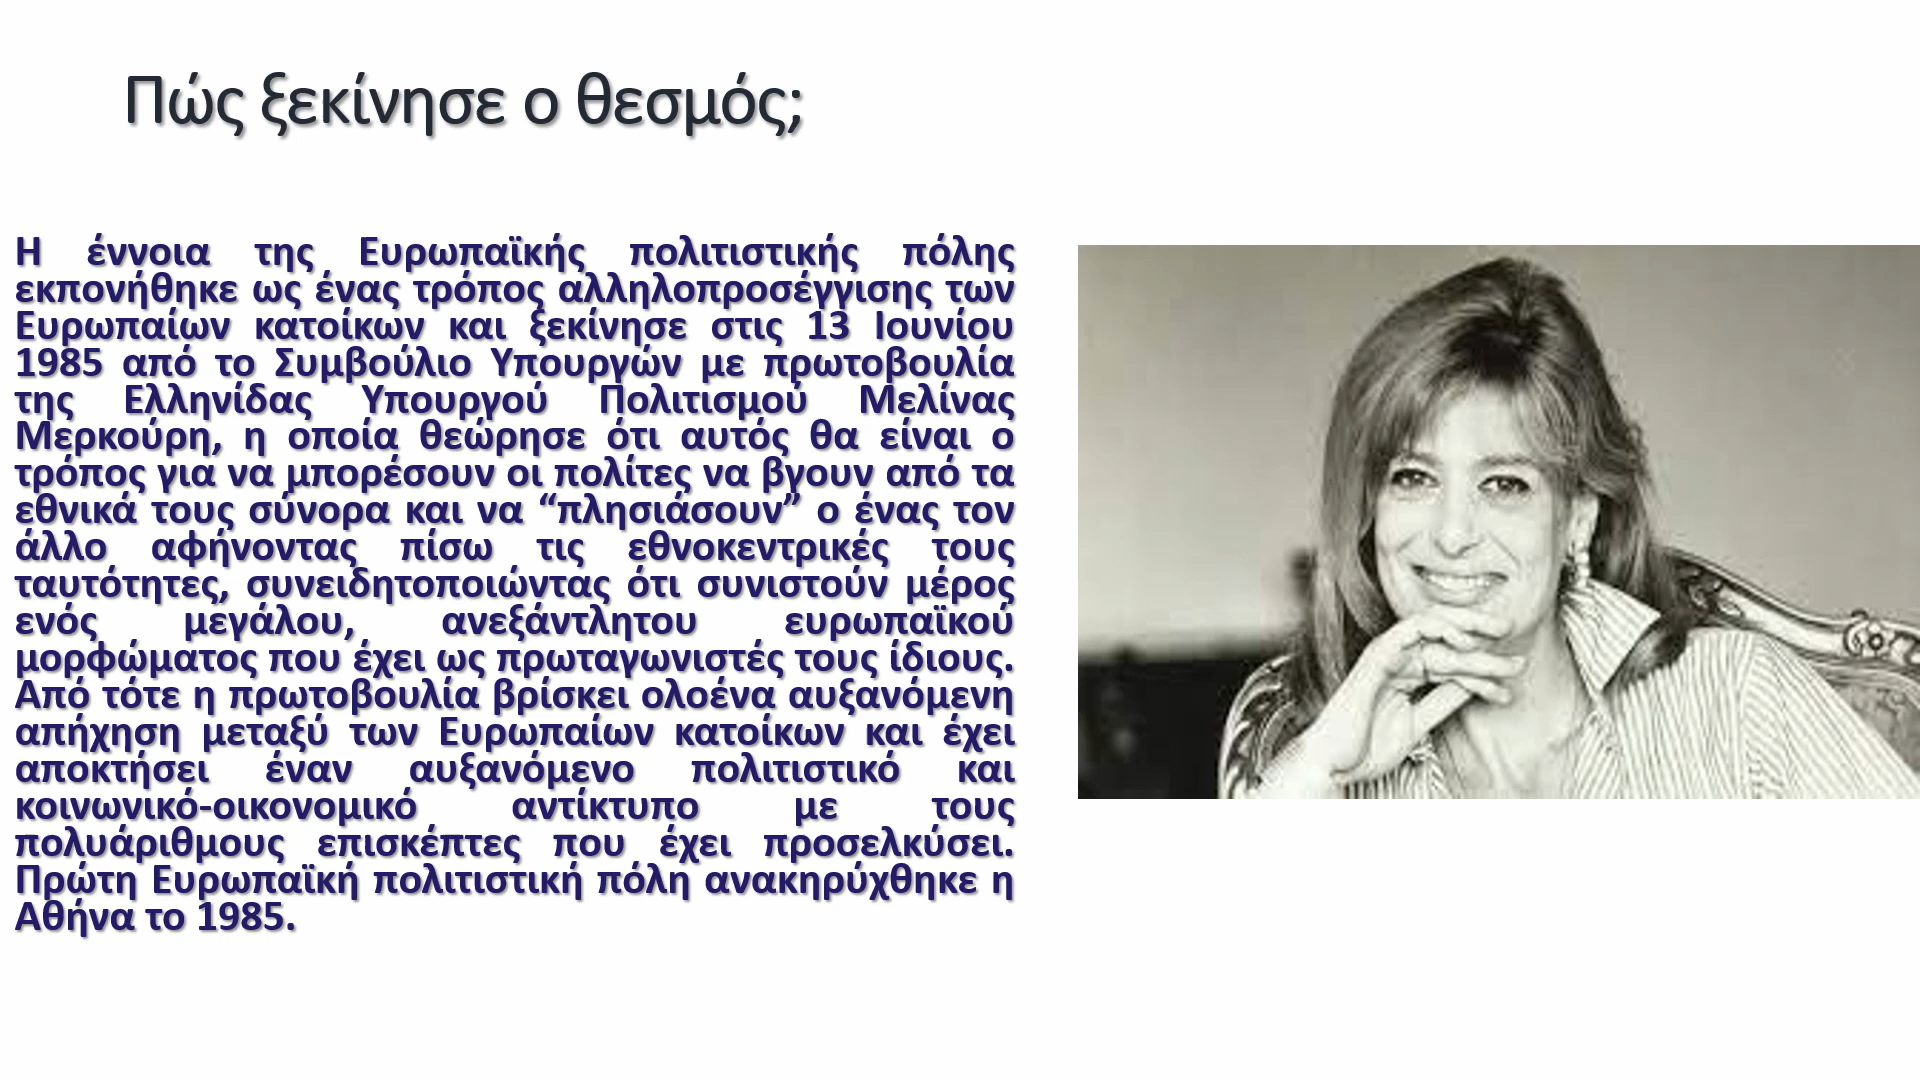 Πώς ξεκίνησε ο θεσμός;
Η έννοια της Ευρωπαϊκής πολιτιστικής πόλης
εκπονήθηκε ως ένας τρόπος αλληλοπροσέγγισης των
Ευρωπαίων κατοίκων και ξεκίνησε στις 13 Ιουνίου
1985 από το Συμβούλιο Υπουργών με πρωτοβουλία
της Ελληνίδας Υπουργού Πολιτισμού Μελίνας
Μερκούρη, η οποία θεώρησε ότι αυτός θα είναι ο
τρόπος για να μπορέσουν οι πολίτες να βγουν από τα
εθνικά τους σύνορα και να “πλησιάσουν” ο ένας τον
άλλο αφήνοντας πίσω τις εθνοκεντρικές τους
ταυτότητες, συνειδητοποιώντας ότι συνιστούν μέρος
ενός μεγάλου, ανεξάντλητου ευρωπαϊκού
μορφώματος που έχει ως πρωταγωνιστές τους ίδιους.
Από τότε η πρωτοβουλία βρίσκει ολοένα αυξανόμενη
απήχηση μεταξύ των Ευρωπαίων κατοίκων και έχει
αποκτήσει έναν αυξανόμενο πολιτιστικό και
κοινωνικό-οικονομικό αντίκτυπο με τους
πολυάριθμους επισκέπτες που έχει προσελκύσει.
Πρώτη Ευρωπαϊκή πολιτιστική πόλη ανακηρύχθηκε η
Αθήνα το 1985.